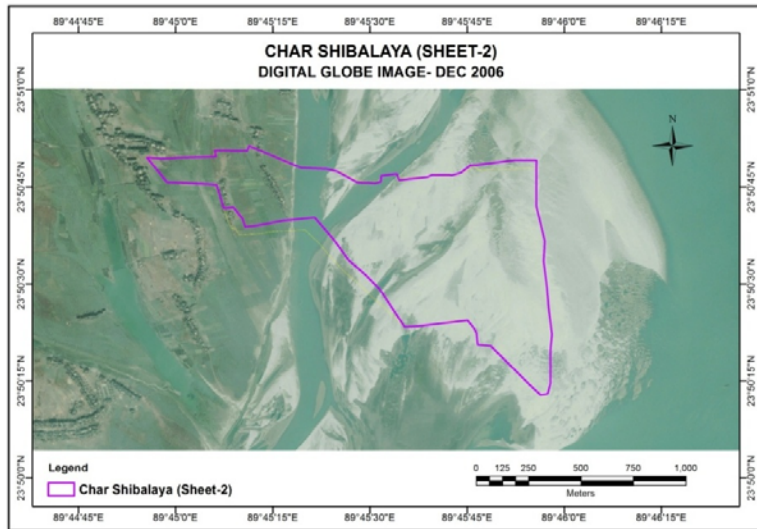 89°44'45"E 89°45'0"E 89°45'15"E 89°45'30"E 89°45'45"E 89°46'0"E 89°46'15"E
CHAR SHIBALAYA (SHEET-2)
DIGITAL GLOBE IMAGE- DEC 2006
23°51'0"N 23°51'0"N
N
23°50'45"N 23°50'45"N
23°50'30"N 23°50'30"N
23°50'15"N 23°50'15"N
Legend
0 125 250 500 750 1,000
Char Shibalaya (Sheet-2)
Meters
23°50'0"N 23°50'0"N
89°44'45"E 89°45'0"E 89°45'15"E 89°45'30"E 89°45'45"E 89°46'0"E 89°46'15"E